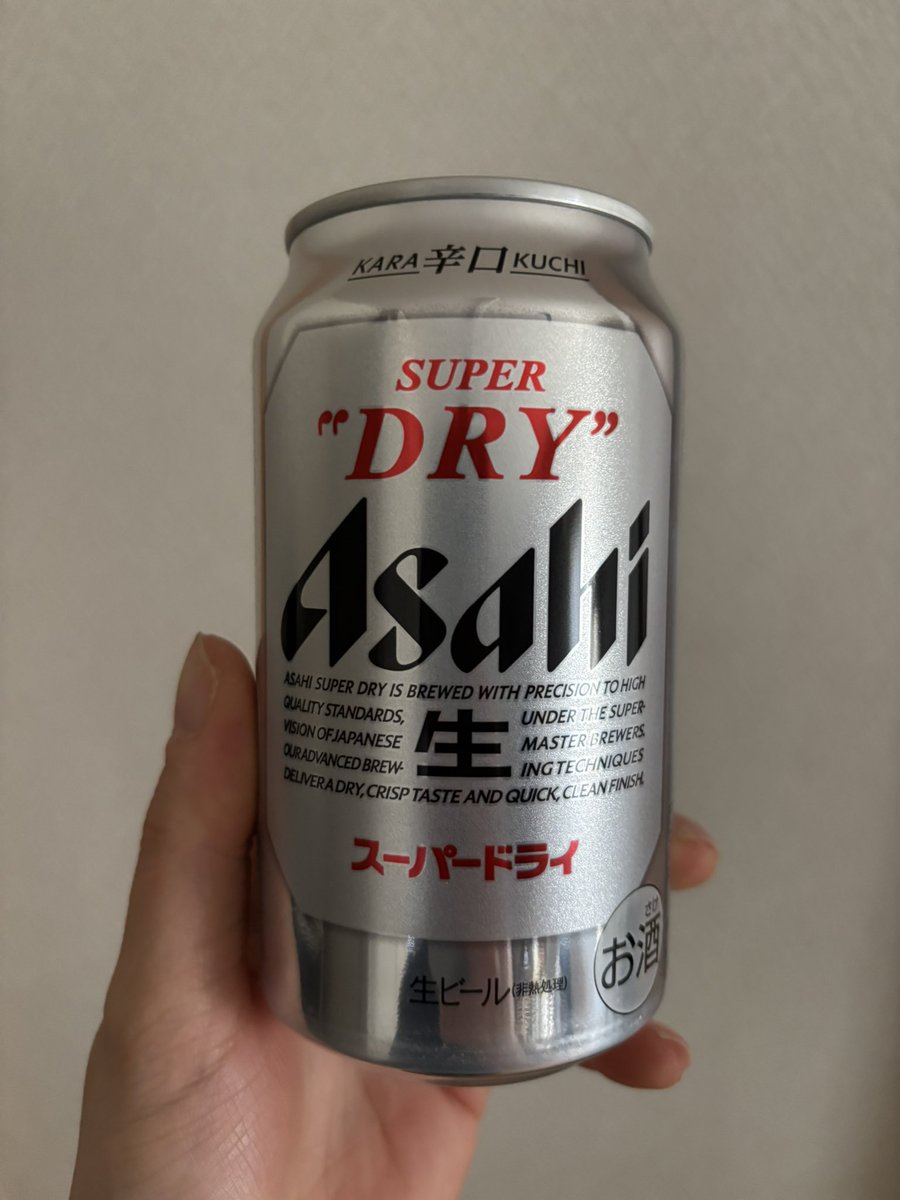 KARA 辛口 KUCHI
SUPER
"DRY"
Asahi
ASAHI SUPER DRY IS BREWED WITH PRECISION TO HIGH
QUALITY STANDARDS, UNDER THE SUPER-
VISION OF JAPANESE MASTER BREWERS.
OUR ADVANCED BREW- ING TECHNIQUES
DELIVER A DRY, CRISP TASTE AND QUICK, CLEAN FINISH.
生
スーパードライ
さけ
お酒
生ビール(非熱処理)